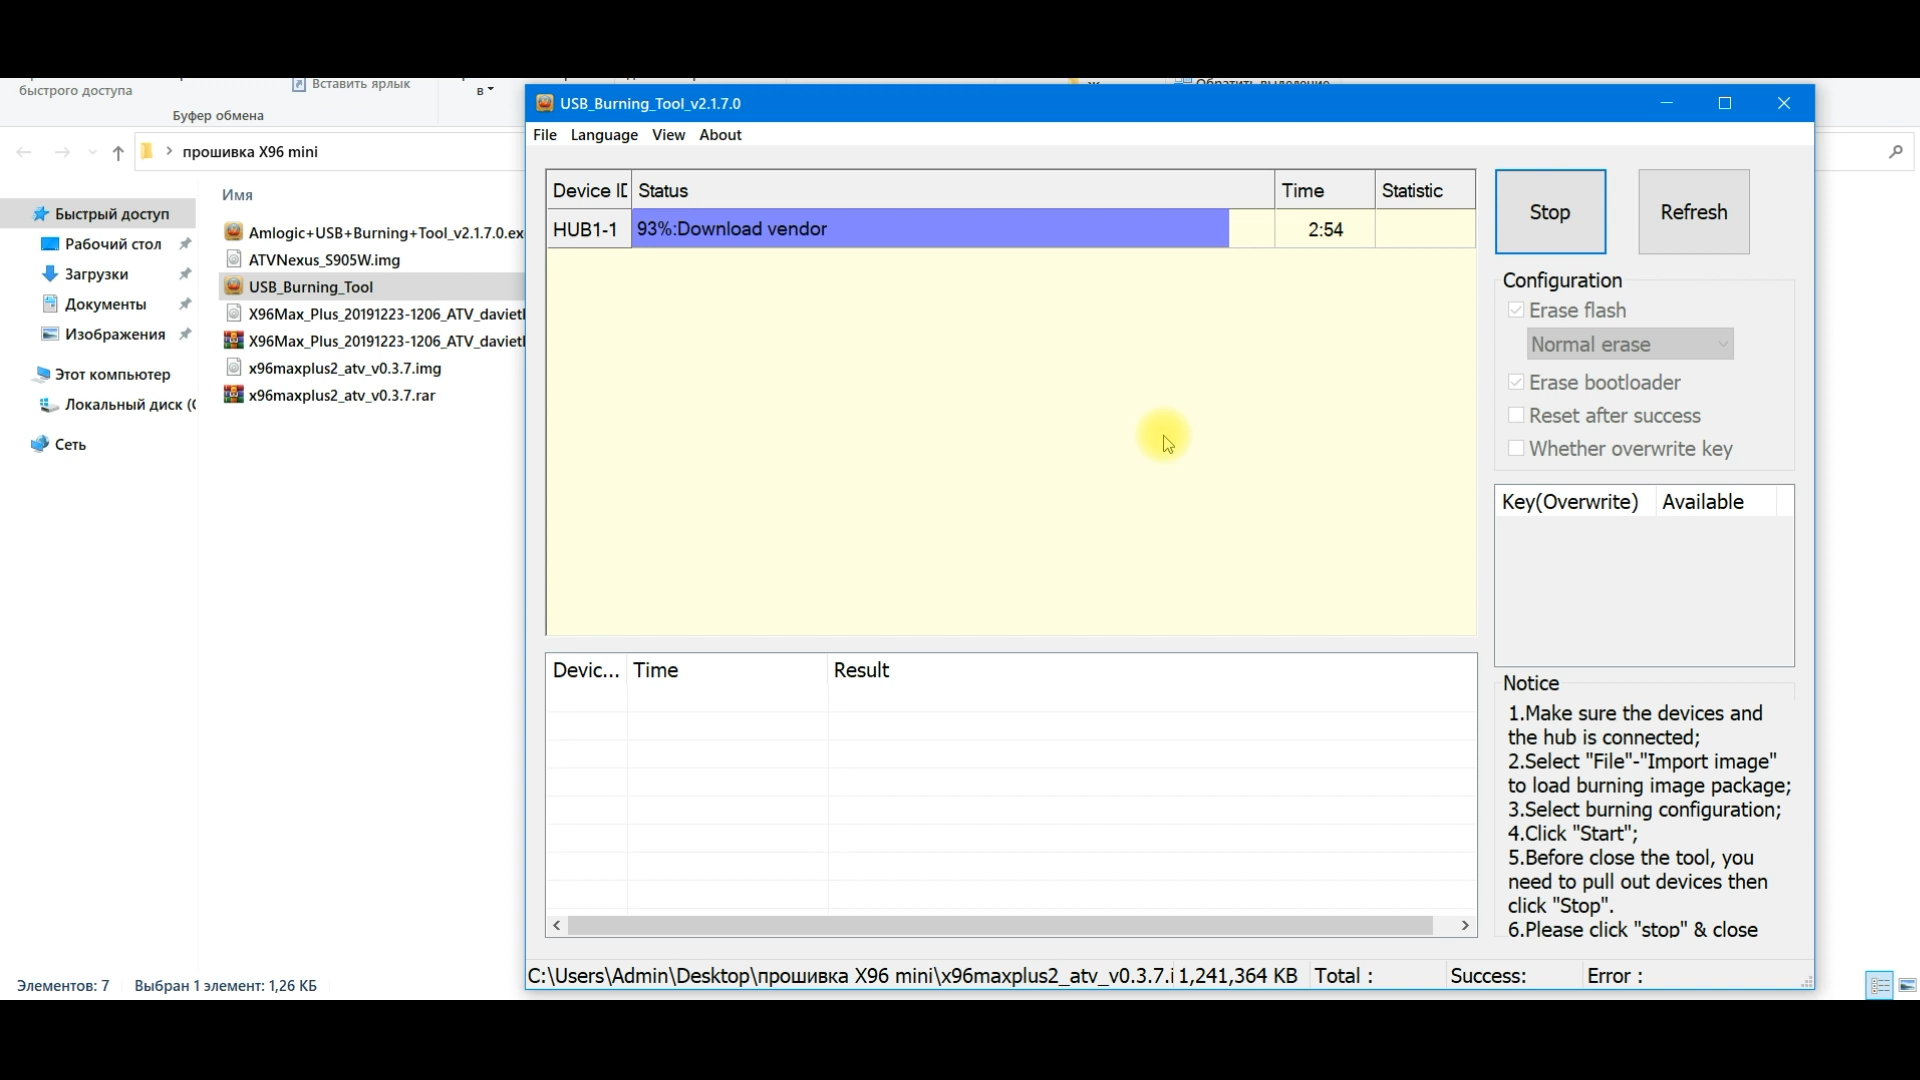 быстрого доступа
Вставить ярлык
в
Обратить выделение
Буфер обмена
прошивка X96 mini
Имя
Быстрый доступ
Рабочий стол
Загрузки
Документы
Изображения
Этот компьютер
Локальный диск (
Сеть
Amlogic+USB+Burning+Tool_v2.1.7.0.ex
ATVNexus_S905W.img
USB_Burning_Tool
X96Max_Plus_20191223-1206_ATV_daviet
X96Max_Plus_20191223-1206_ATV_daviet
x96maxplus2_atv_v0.3.7.img
x96maxplus2_atv_v0.3.7.rar
Элементов: 7 Выбран 1 элемент: 1,26 КБ
USB_Burning_Tool_v2.1.7.0
File Language View About
Device ID Status Time Statistic
HUB1-1 93%:Download vendor 2:54
Devic... Time Result
Stop Refresh
Configuration
Erase flash
Normal erase
Erase bootloader
Reset after success
Whether overwrite key
Key(Overwrite) Available
Notice
1.Make sure the devices and
the hub is connected;
2.Select "File"-"Import image"
to load burning image package;
3.Select burning configuration;
4.Click "Start";
5.Before close the tool, you
need to pull out devices then
click "Stop".
6.Please click "stop" & close
C:\Users\Admin\Desktop\прошивка X96 mini\x96maxplus2_atv_v0.3.7.i 1,241,364 KB Total : Success: Error :